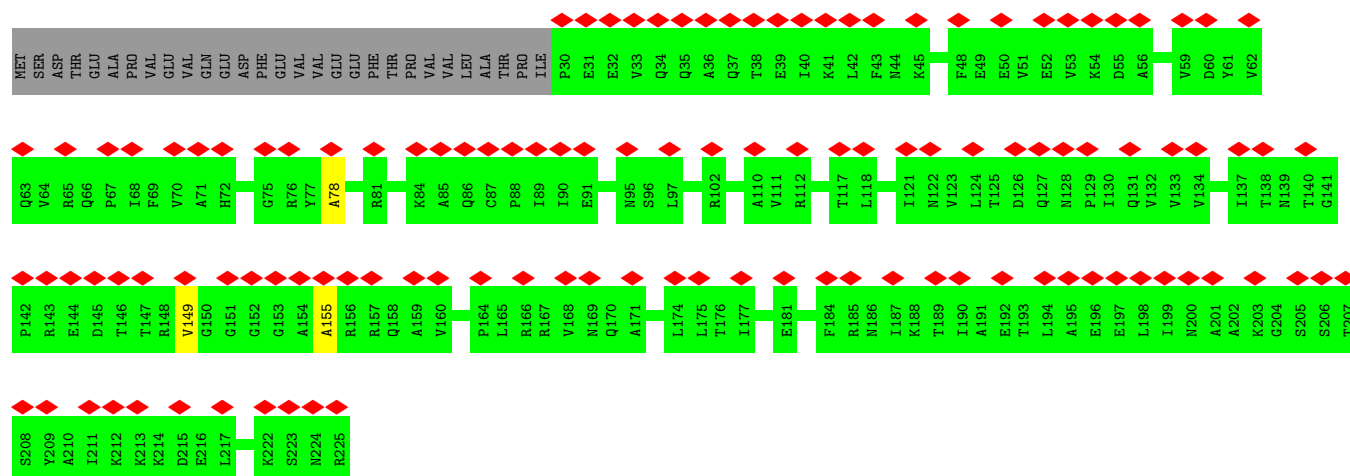 MET SER ASP THR GLU ALA PRO VAL GLU VAL GLN GLU ASP PHE GLU VAL VAL GLU GLU PHE THR PRO VAL VAL LEU ALA THR PRO ILE P30 E31 E32 V33 Q34 Q35 A36 Q37 T38 E39 I40 K41 L42 F43 N44 K45 F48 E49 E50 V51 E52 V53 K54 D55 A56 V59 D60 Y61 V62
Q63 V64 R65 Q66 P67 I68 F69 V70 A71 H72 G75 R76 Y77 A78 R81 K84 A85 Q86 C87 P88 I89 I90 E91 N95 S96 L97 R102 A110 V111 R112 T117 L118 I121 N122 V123 L124 T125 D126 Q127 N128 P129 I130 Q131 V132 V133 V134 I137 T138 N139 T140 G141
P142 R143 E144 D145 T146 T147 R148 V149 G150 G151 G152 G153 A154 A155 R156 R157 Q158 A159 V160 P164 L165 R166 R167 V168 N169 Q170 A171 L174 L175 T176 I177 E181 F184 R185 N186 I187 K188 T189 I190 A191 E192 T193 L194 A195 E196 E197 L198 I199 N200 A201 A202 K203 G204 S205 S206 T207
S208 Y209 A210 I211 K212 K213 K214 D215 E216 L217 K222 S223 N224 R225